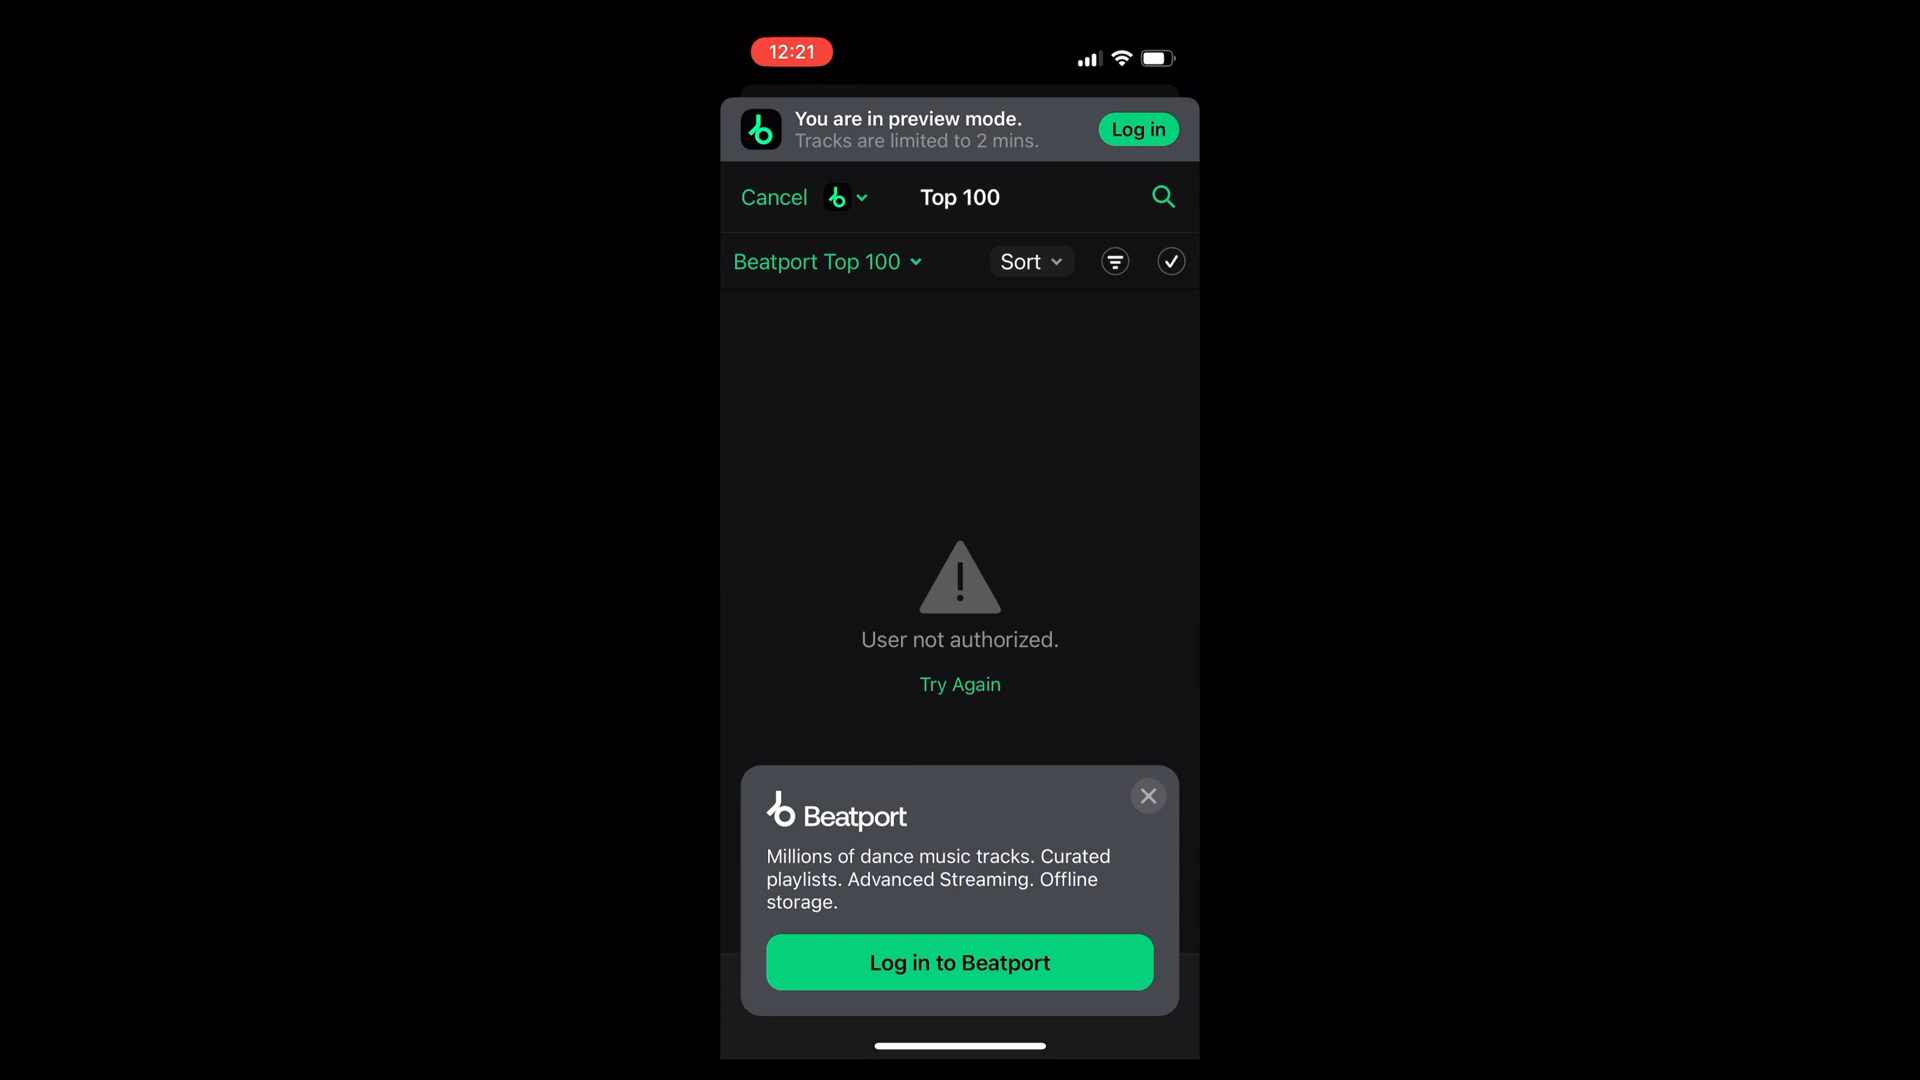 12:21
You are in preview mode.
Tracks are limited to 2 mins.
Log in
Cancel
Top 100
Beatport Top 100
Sort
User not authorized.
Try Again
Beatport
Millions of dance music tracks. Curated
playlists. Advanced Streaming. Offline
storage.
Log in to Beatport